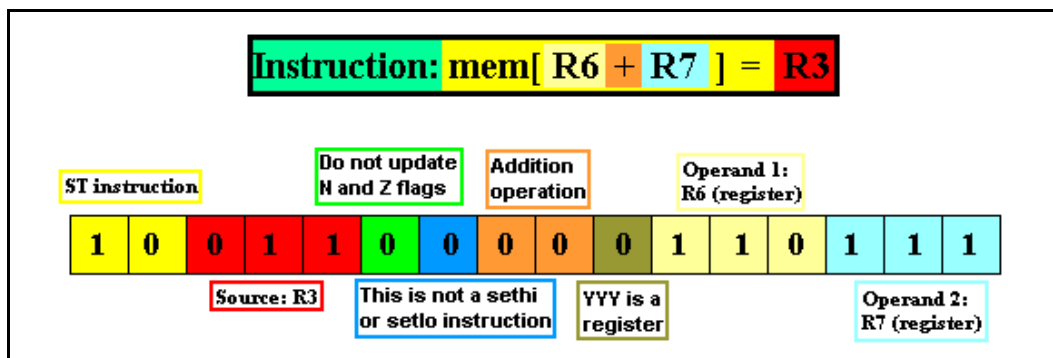 Instruction: mem[ R6 + R7 ] = R3
ST instruction
Do not update
N and Z flags
Addition
operation
Operand 1:
R6 (register)
1 0 0 1 1 0 0 0 0 0 1 1 0 1 1 1
Source: R3
This is not a sethi
or setlo instruction
YYY is a
register
Operand 2:
R7 (register)